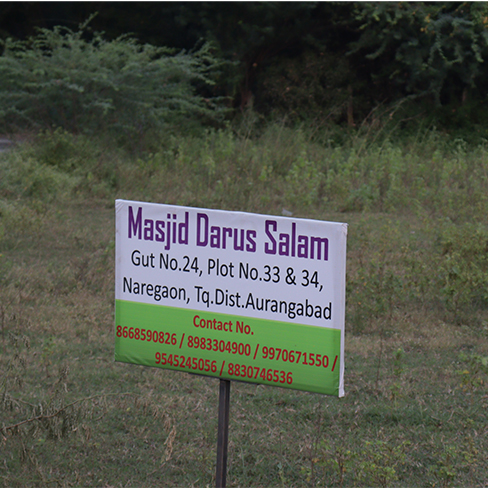 Masjid Darus Salam
Gut No.24, Plot No.33 & 34,
Naregaon, Tq.Dist.Aurangabad
Contact No.
8668590826 / 8983304900 / 9970671550 /
9545245056 / 8830746536